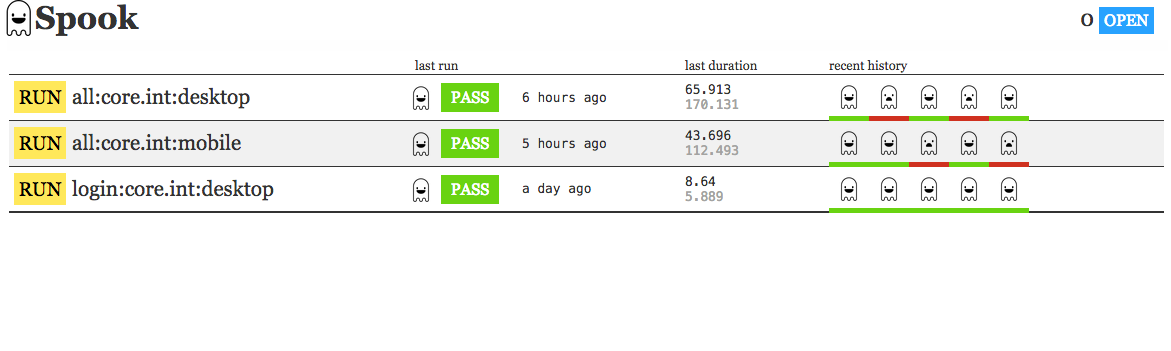 Spook
0 OPEN
last run last duration recent history
RUN all:core.int:desktop PASS 6 hours ago 65.913
170.131
RUN all:core.int:mobile PASS 5 hours ago 43.696
112.493
RUN login:core.int:desktop PASS a day ago 8.64
5.889